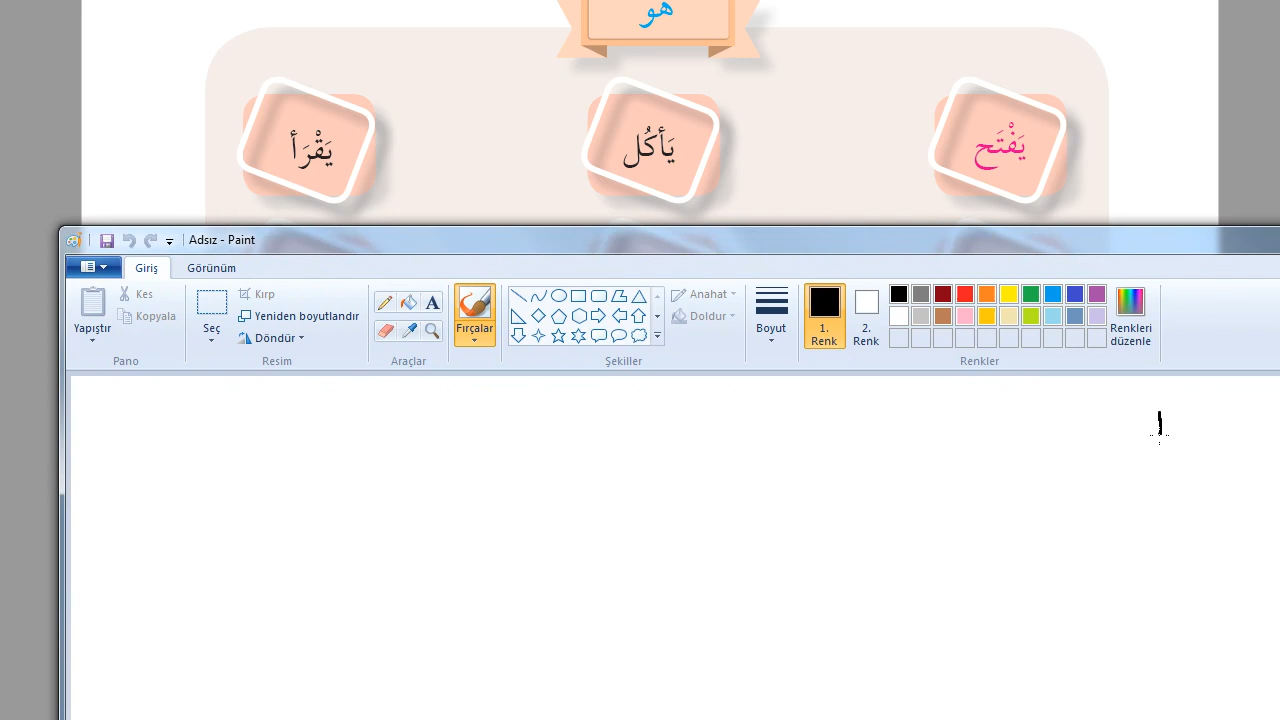 هو
يَفْتَح يَأكُل يَقْرَأ
Adsız - Paint
Giriş Görünüm
Yapıştır Kes Kopyala Pano
Seç Kırp Yeniden boyutlandır Döndür Resim
A Araçlar
Fırçalar
Anahat Doldur Şekiller
Boyut
1. Renk 2. Renk Renkleri düzenle Renkler
ا